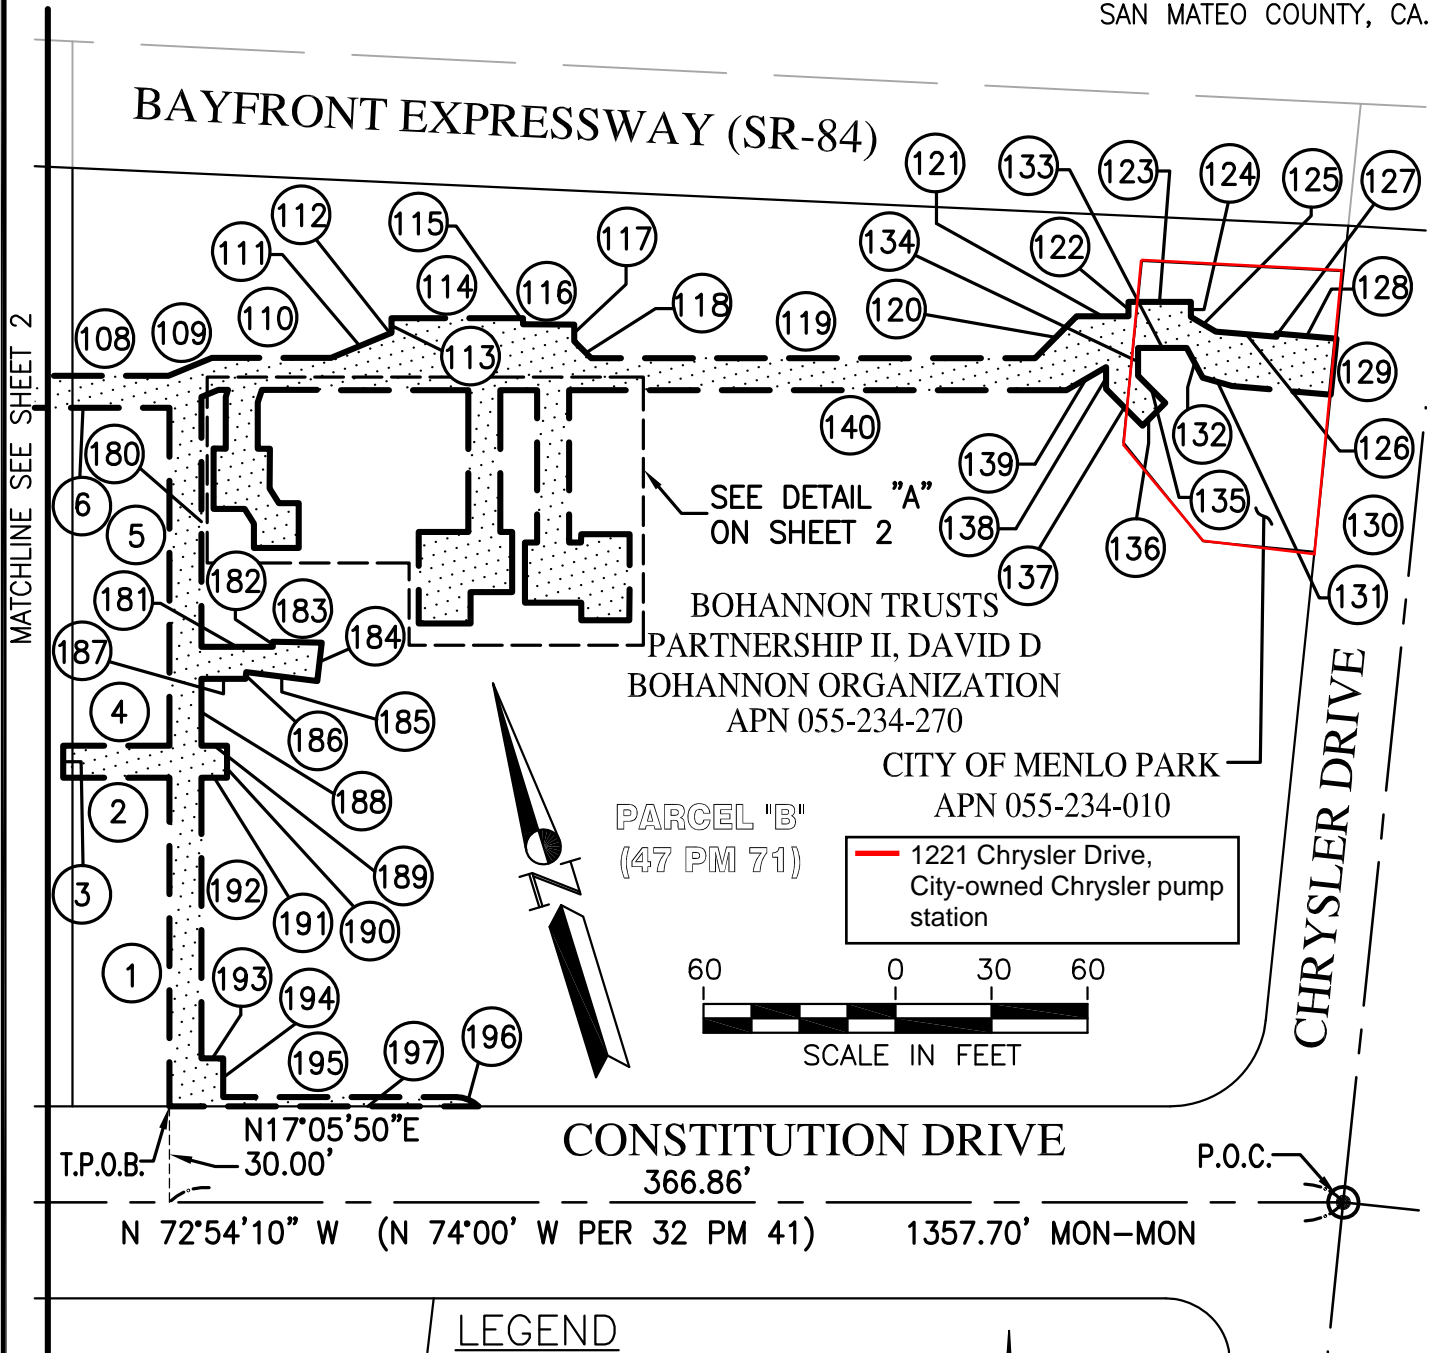 SAN MATEO COUNTY, CA.
BAYFRONT EXPRESSWAY (SR-84)
121
133
123
124
125
127
112
115
117
134
122
111
114
116
118
120
128
110
119
108
109
113
129
MATCHLINE SEE SHEET 2
140
132
126
180
139
6
5
SEE DETAIL "A"
ON SHEET 2
138
135
130
136
137
182
181
183
131
184
187
BOHANNON TRUSTS
PARTNERSHIP II, DAVID D
BOHANNON ORGANIZATION
APN 055-234-270
4
185
186
CITY OF MENLO PARK
APN 055-234-010
2
188
PARCEL 'B'
(47 PM 71)
3
192
189
191
190
1221 Chrysler Drive,
City-owned Chrysler pump
station
CHRYSLER DRIVE
1
193
194
60 0 30 60
SCALE IN FEET
195
197
196
N17°05'50"E
30.00'
T.P.O.B.
CONSTITUTION DRIVE
366.86'
P.O.C.
N 72°54'10" W (N 74°00' W PER 32 PM 41) 1357.70' MON-MON
LEGEND
N